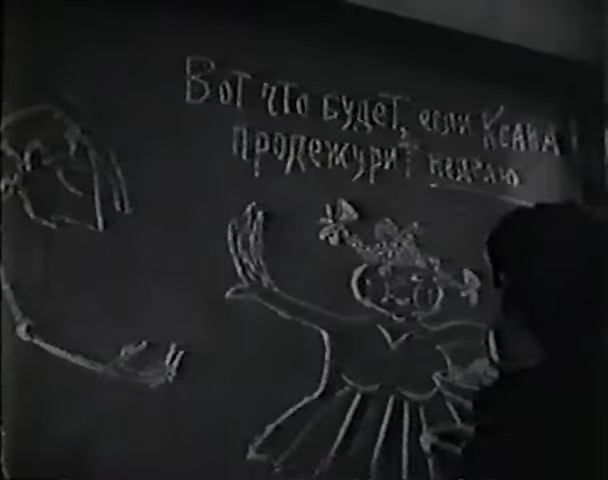 Вот что будет, если Ксана
продежурит неделю